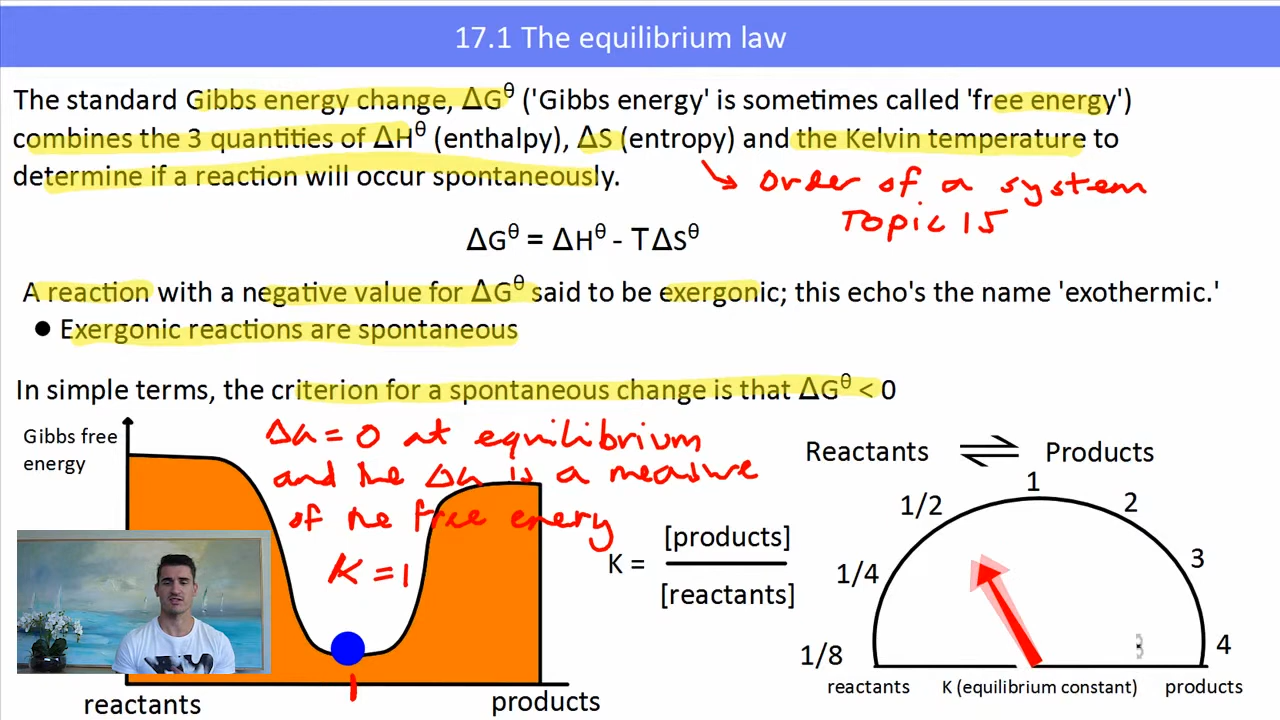 17.1 The equilibrium law
The standard Gibbs energy change, ΔGᶿ ('Gibbs energy' is sometimes called 'free energy')
combines the 3 quantities of ΔHᶿ (enthalpy), ΔS (entropy) and the Kelvin temperature to
determine if a reaction will occur spontaneously.
order of a system
Topic 15
ΔGᶿ = ΔHᶿ - TΔSᶿ
A reaction with a negative value for ΔGᶿ said to be exergonic; this echo's the name 'exothermic.'
● Exergonic reactions are spontaneous
In simple terms, the criterion for a spontaneous change is that ΔGᶿ < 0
Gibbs free
energy
ΔG = 0 at equilibrium
and the ΔG is a measure
of the free energy
K = 1
reactants
products
K =
[products]
[reactants]
Reactants ⇌ Products
1/8
1/4
1/2
1
2
3
4
reactants
K (equilibrium constant)
products